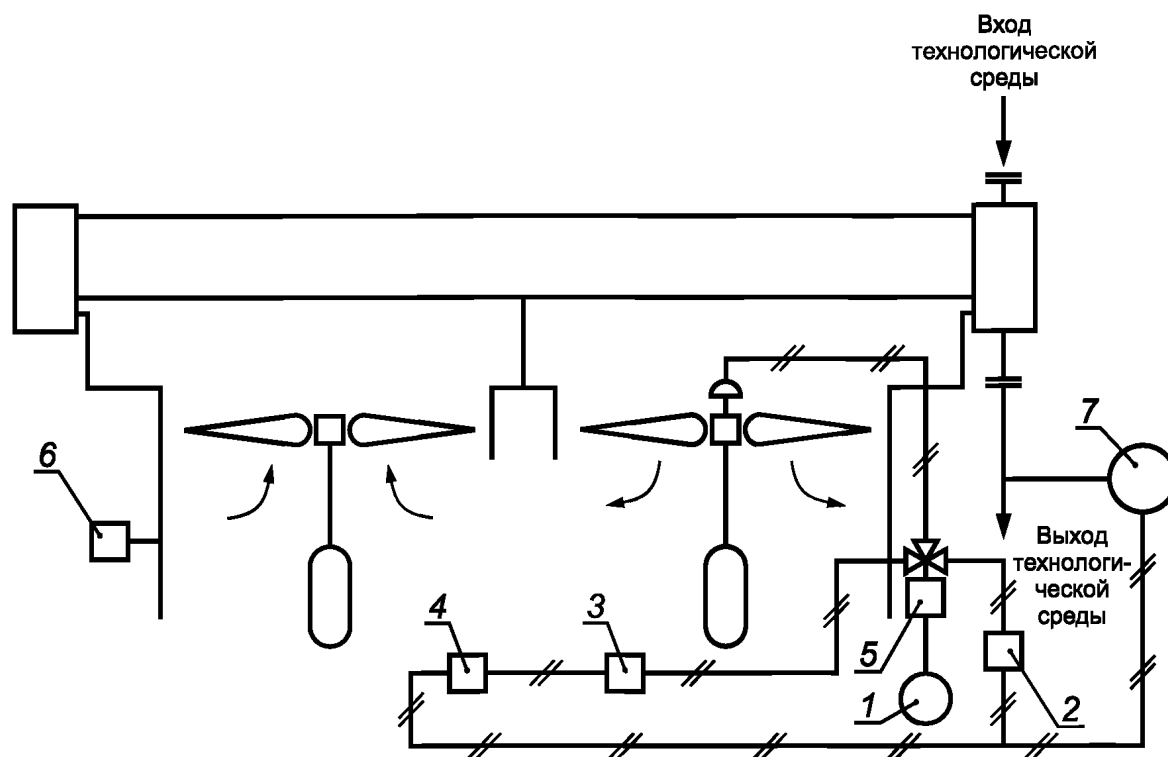 Вход
технологической
среды
7
6
Выход
технологи-
ческой
среды
4
3
5
1
2